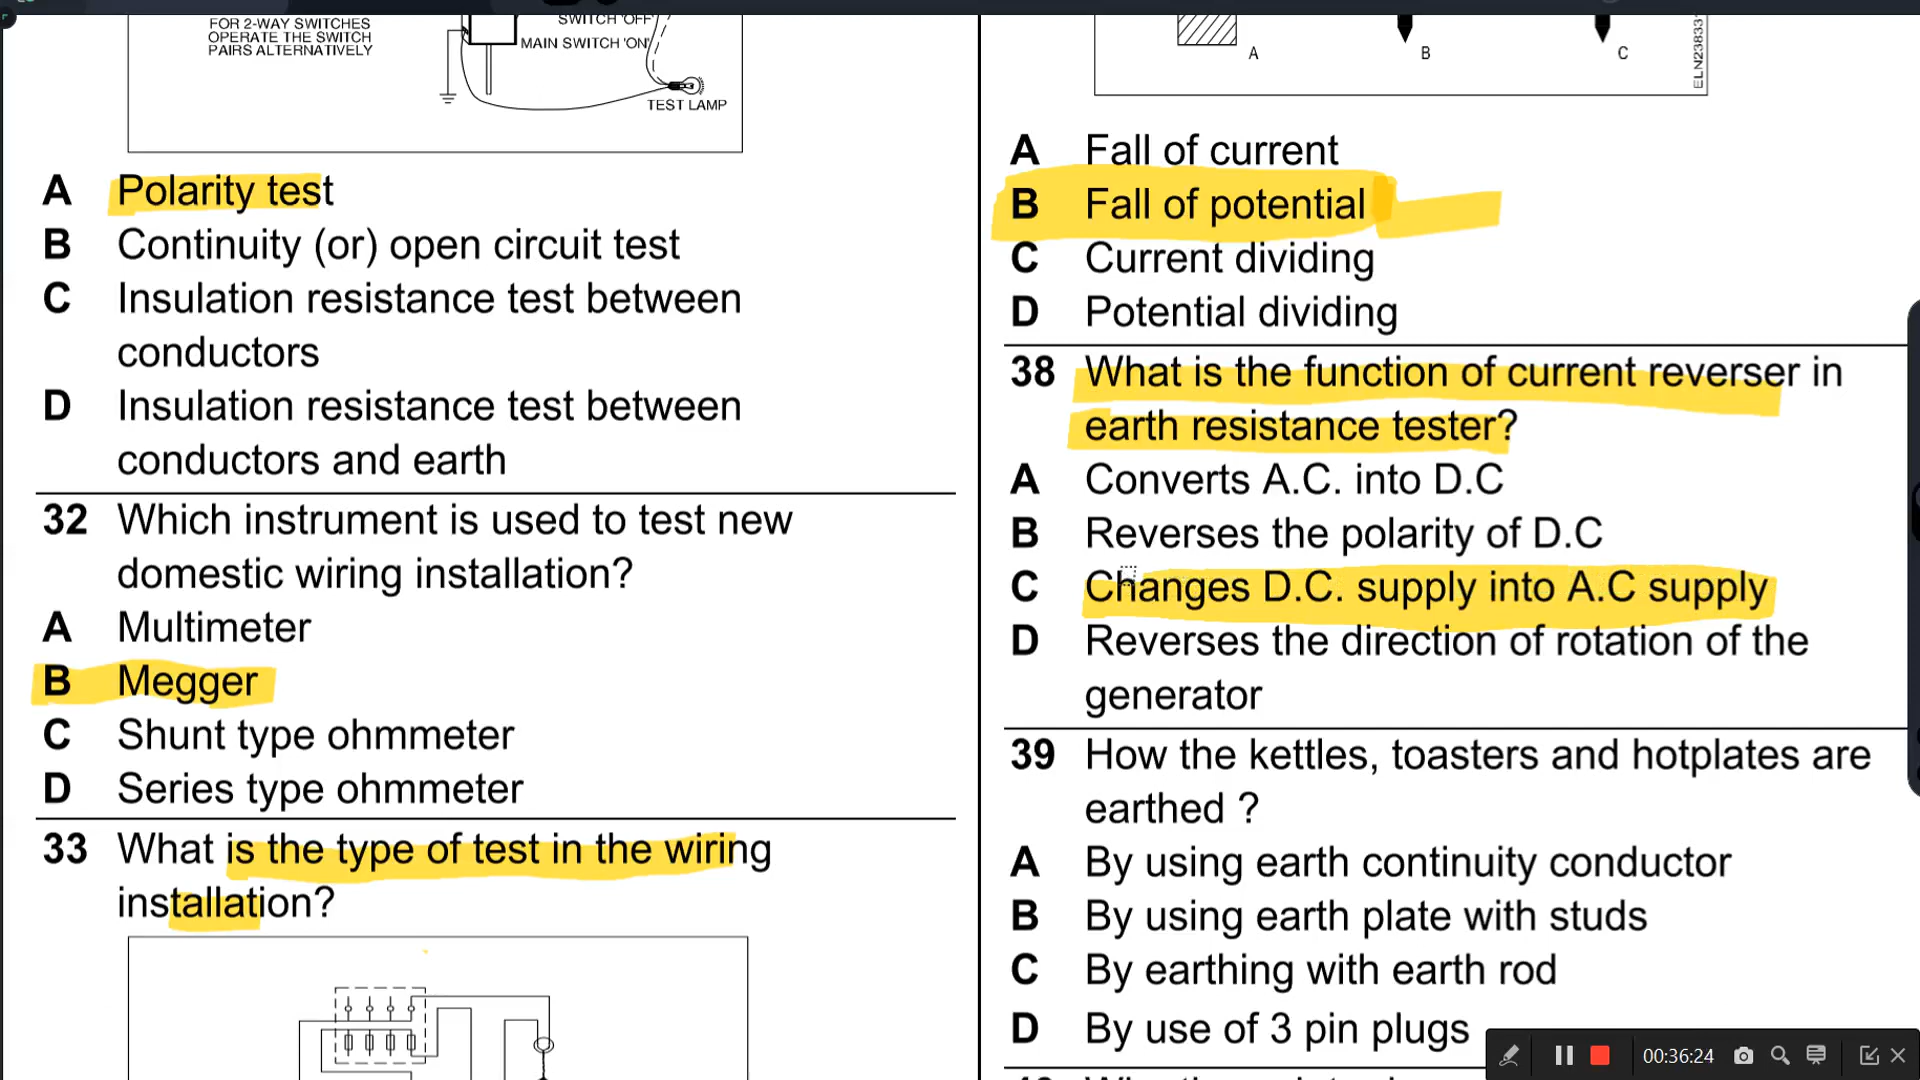 FOR 2-WAY SWITCHES
OPERATE THE SWITCH
PAIRS ALTERNATIVELY
SWITCH 'OFF'
MAIN SWITCH 'ON'
TEST LAMP
A Polarity test
B Continuity (or) open circuit test
C Insulation resistance test between
conductors
D Insulation resistance test between
conductors and earth
32 Which instrument is used to test new
domestic wiring installation?
A Multimeter
B Megger
C Shunt type ohmmeter
D Series type ohmmeter
33 What is the type of test in the wiring
installation?
A B C
A Fall of current
B Fall of potential
C Current dividing
D Potential dividing
38 What is the function of current reverser in
earth resistance tester?
A Converts A.C. into D.C
B Reverses the polarity of D.C
C Changes D.C. supply into A.C supply
D Reverses the direction of rotation of the
generator
39 How the kettles, toasters and hotplates are
earthed ?
A By using earth continuity conductor
B By using earth plate with studs
C By earthing with earth rod
D By use of 3 pin plugs
00:36:24